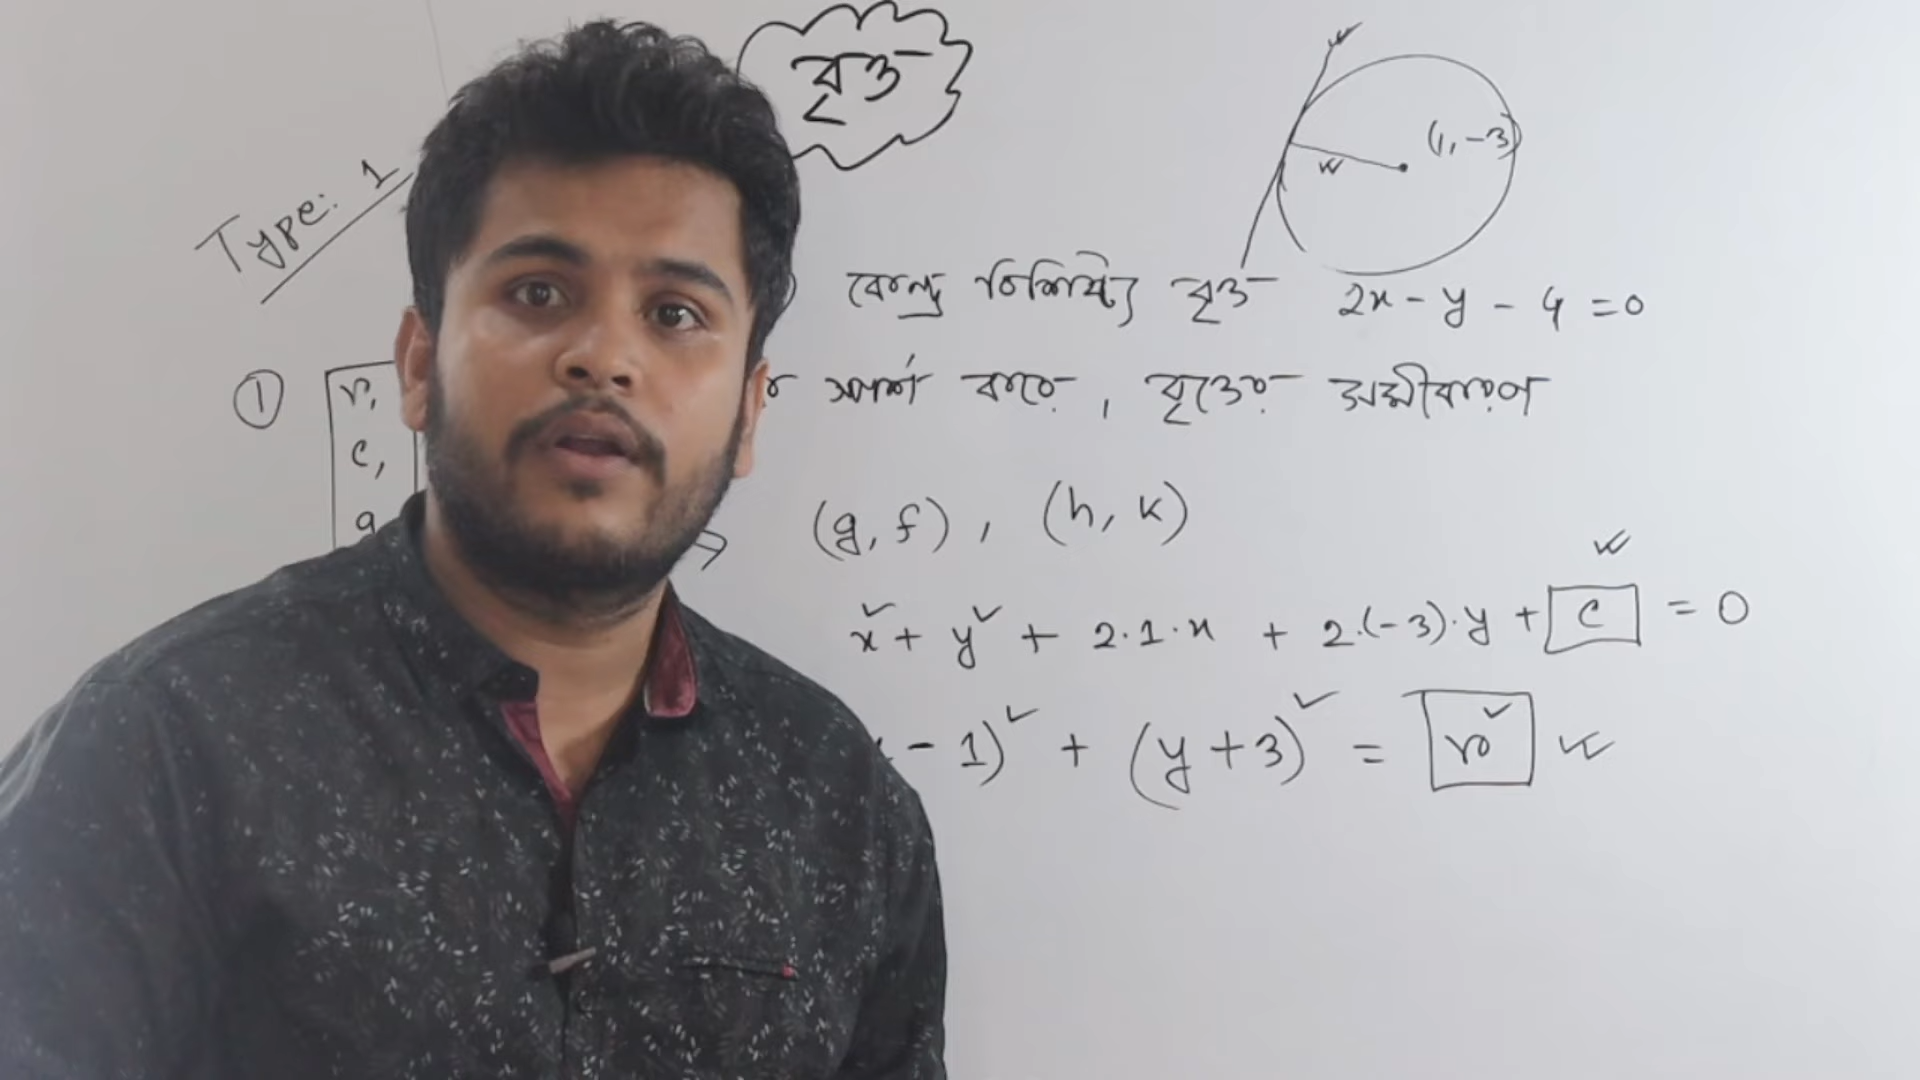 বৃত্ত
Type: 1
(1, -3)
কেন্দ্র বিশিষ্ট বৃত্ত 2x - y - 4 = 0
① র স্পর্শ করে, বৃত্তের সমীকরণ
r,
c,
g
→ (g, f), (h, k)
x² + y² + 2·1·x + 2·(-3)·y + c = 0
- 1)² + (y + 3)² = r²